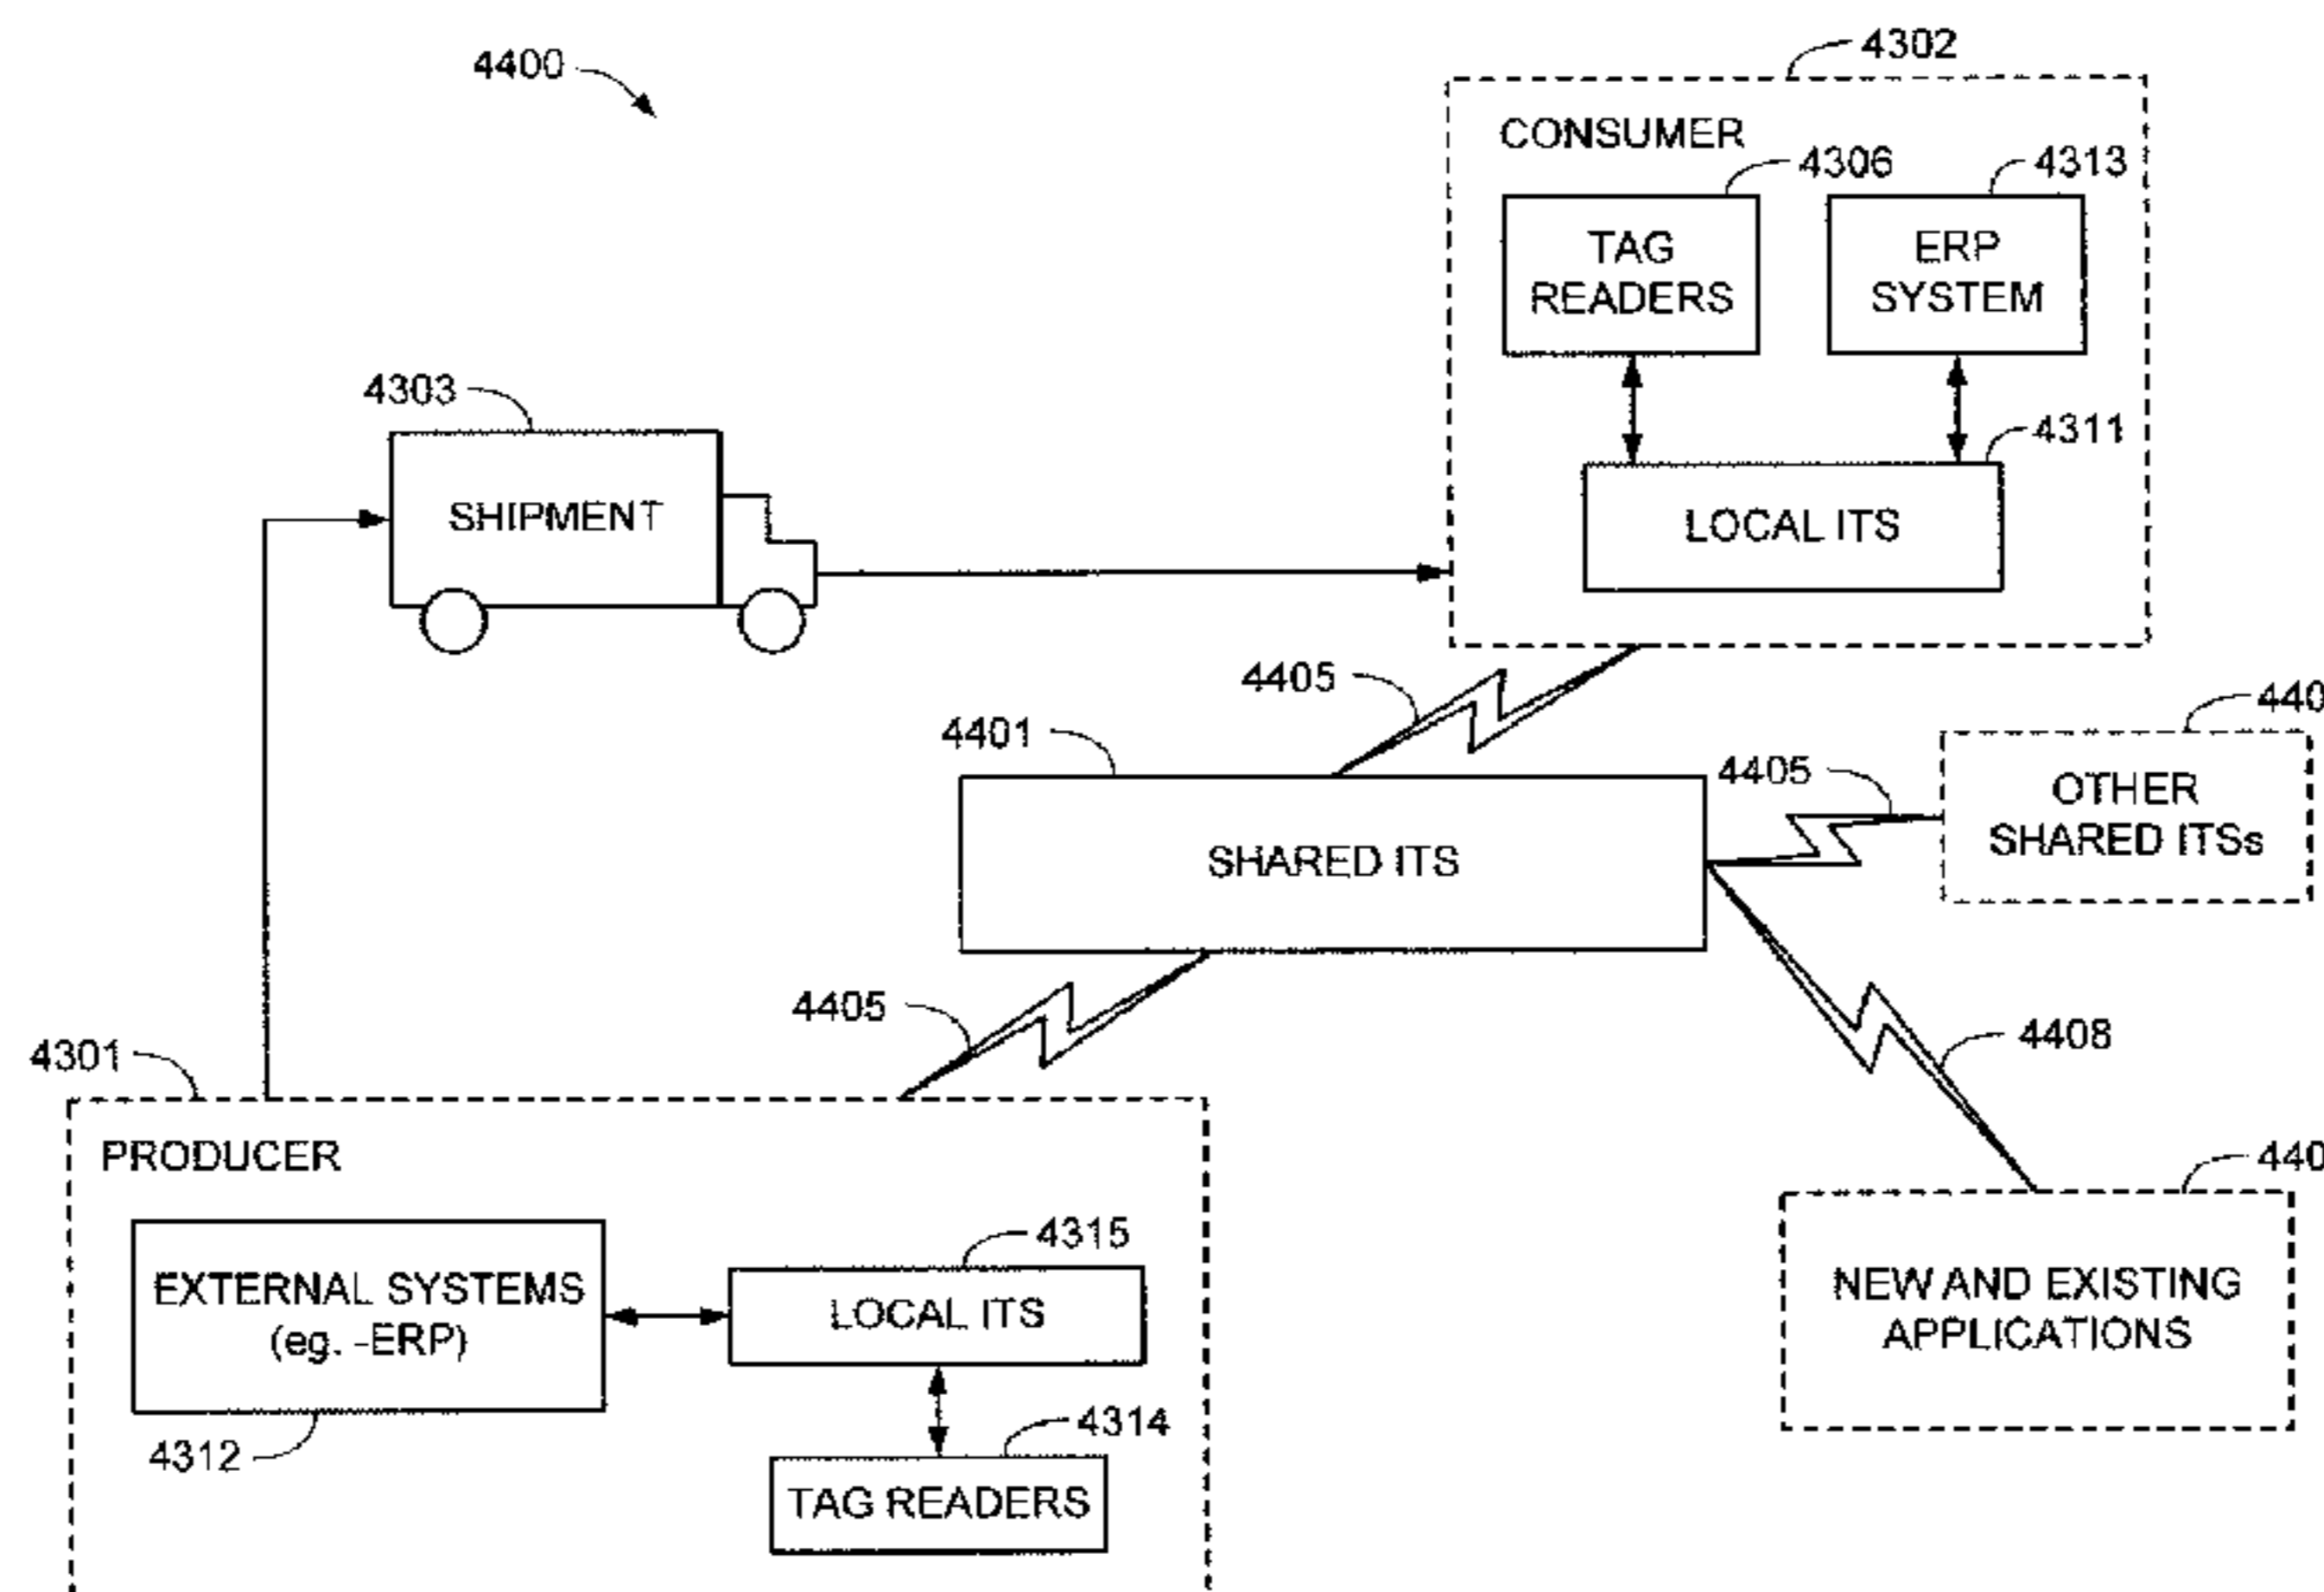 4400
4302
CONSUMER
4306
4313
TAG
READERS
ERP
SYSTEM
4303
4311
SHIPMENT
LOCAL ITS
4405
4401
440
4405
OTHER
SHARED ITSs
SHARED ITS
4405
4408
4301
440
PRODUCER
4315
EXTERNAL SYSTEMS
(eg. -ERP)
LOCAL ITS
NEW AND EXISTING
APPLICATIONS
4314
4312
TAG READERS